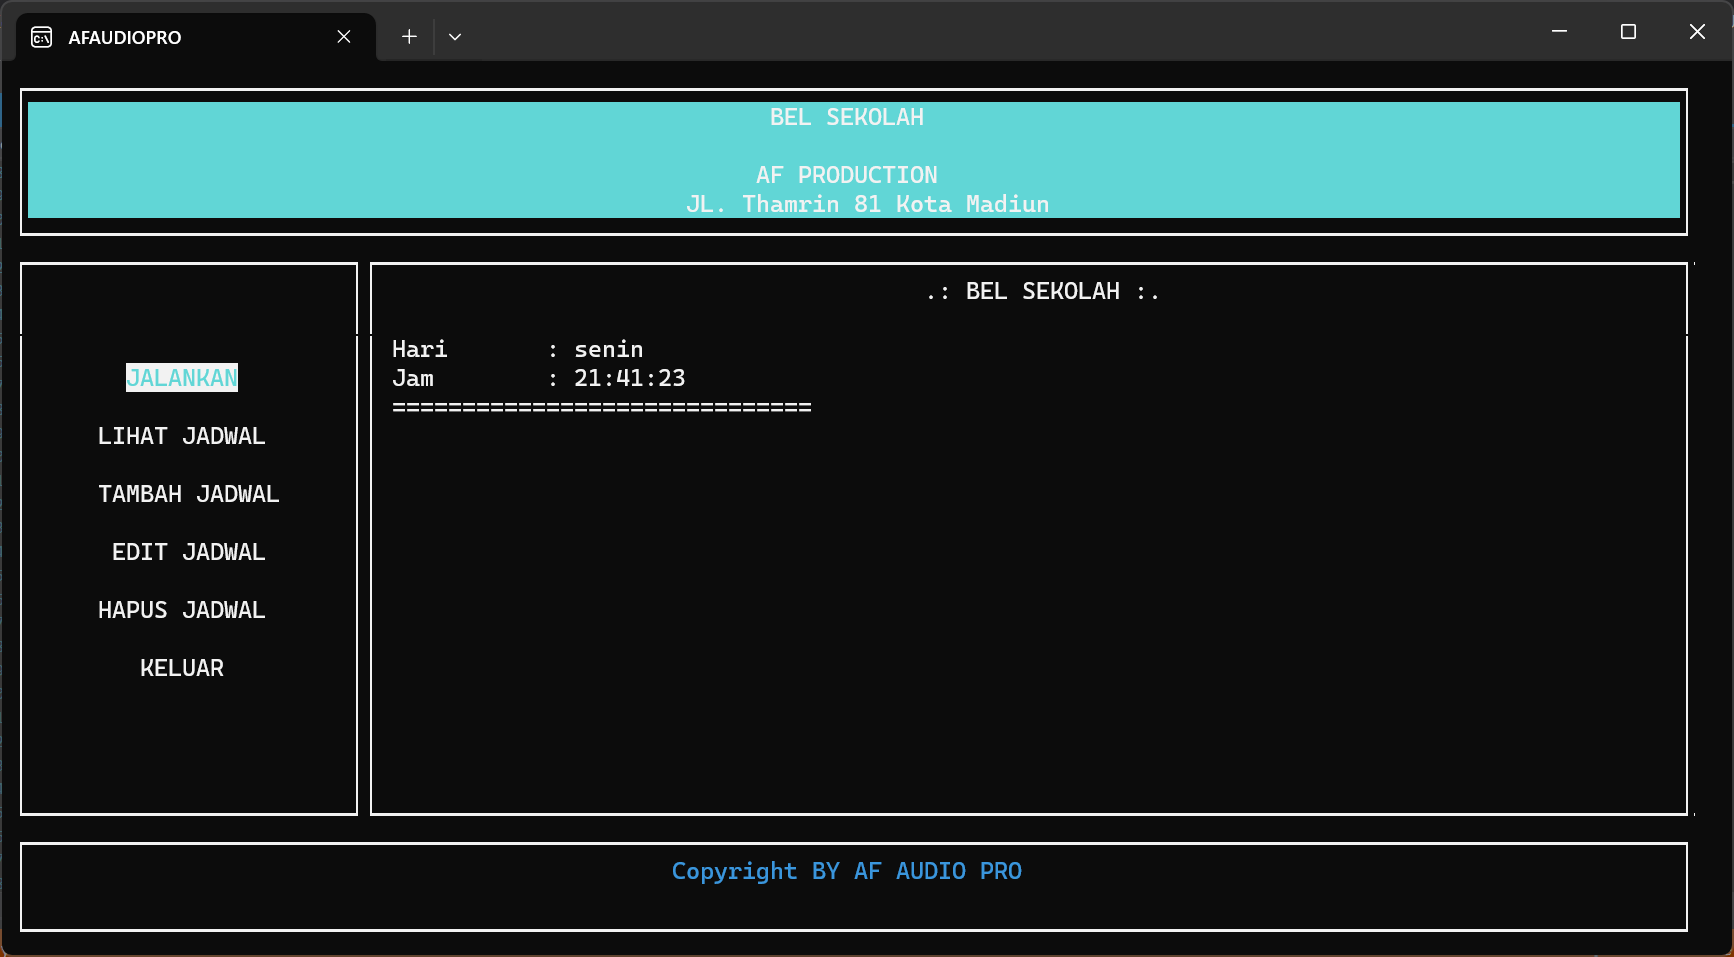 AFAUDIOPRO
BEL SEKOLAH
AF PRODUCTION
JL. Thamrin 81 Kota Madiun
JALANKAN
LIHAT JADWAL
TAMBAH JADWAL
EDIT JADWAL
HAPUS JADWAL
KELUAR
.: BEL SEKOLAH :.
Hari : senin
Jam : 21:41:23
==============================
Copyright BY AF AUDIO PRO